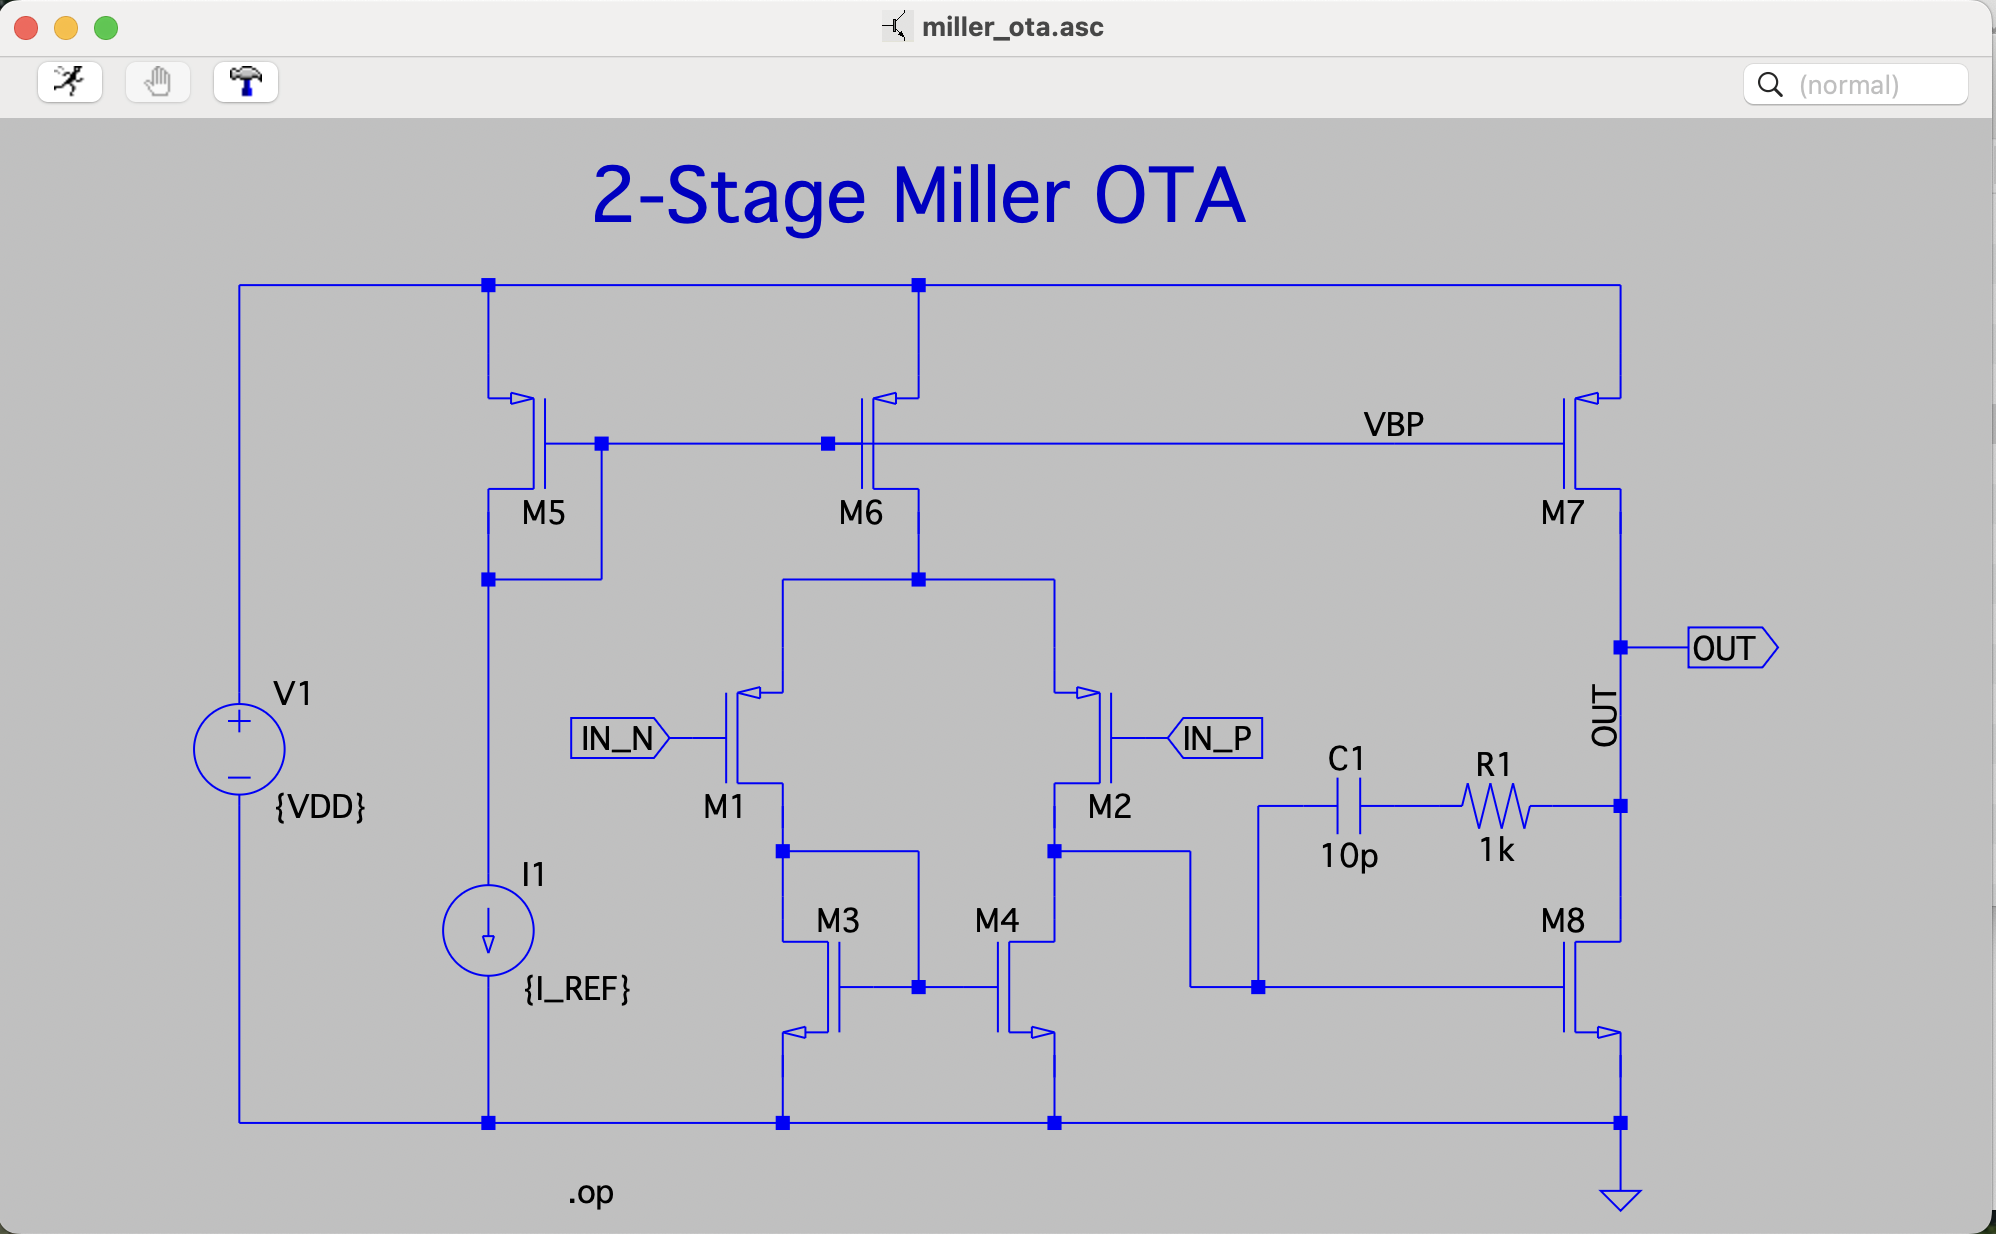 miller_ota.asc
(normal)
2-Stage Miller OTA
VBP
M5
M6
M7
OUT
V1
OUT
IN_N
IN_P
C1
R1
{VDD}
M1
M2
10p
1k
I1
M3
M4
M8
{I_REF}
.op